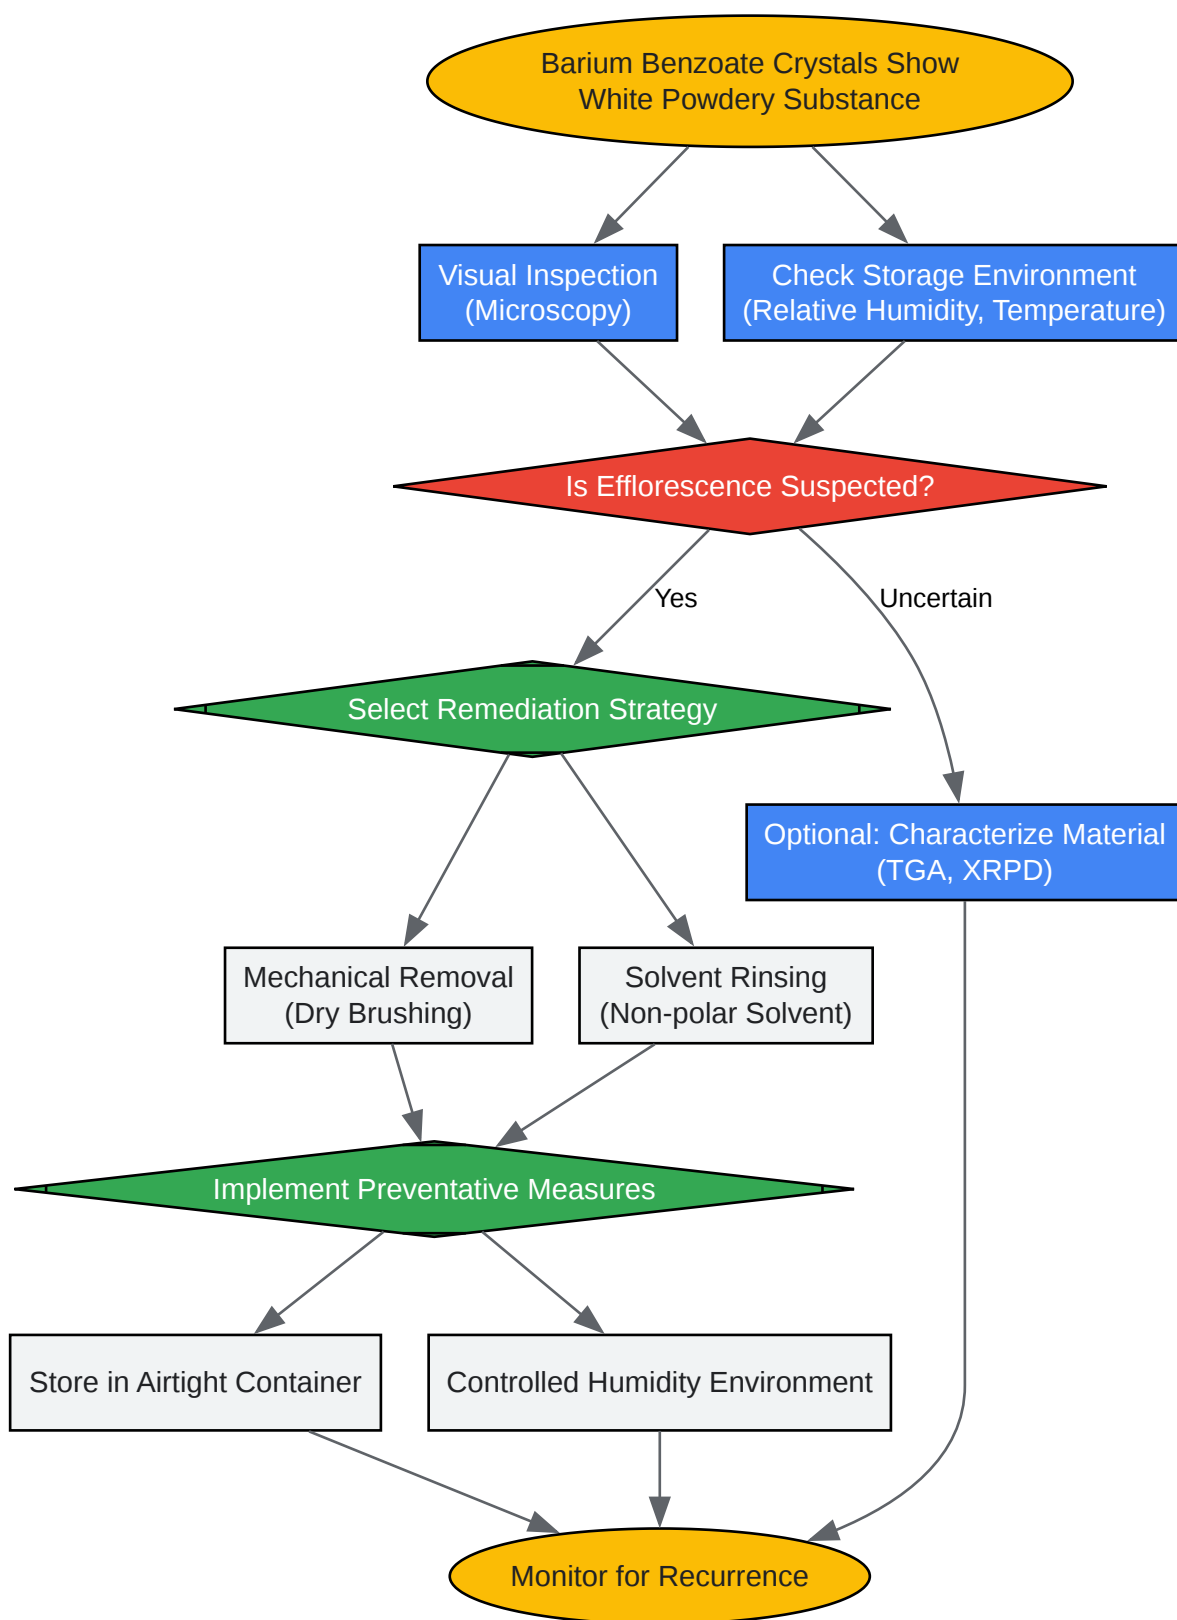 Barium Benzoate Crystals Show
White Powdery Substance
Visual Inspection
(Microscopy)
Check Storage Environment
(Relative Humidity, Temperature)
Is Efflorescence Suspected?
Yes
Uncertain
Select Remediation Strategy
Optional: Characterize Material
(TGA, XRPD)
Mechanical Removal
(Dry Brushing)
Solvent Rinsing
(Non-polar Solvent)
Implement Preventative Measures
Store in Airtight Container
Controlled Humidity Environment
Monitor for Recurrence